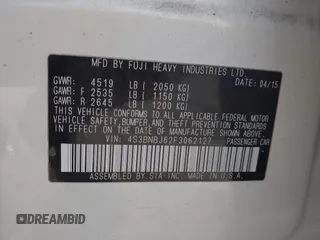 MFD BY FUJI HEAVY INDUSTRIES LTD. DATE 04/15
GVWR: 4519 LB ( 2050 KG)
GAWR: F 2535 LB ( 1150 KG)
GAWR: R 2645 LB ( 1200 KG)
THIS VEHICLE CONFORMS TO ALL APPLICABLE FEDERAL MOTOR
VEHICLE SAFETY, BUMPER, AND THEFT PREVENTION STANDARDS
IN EFFECT ON THE DATE OF MANUFACTURE SHOWN ABOVE.
VIN: 4S3BNBJ62F3062127 PASSENGER CAR
ASSEMBLED BY SIA INC. MADE IN U.S.A.
DREAMBID